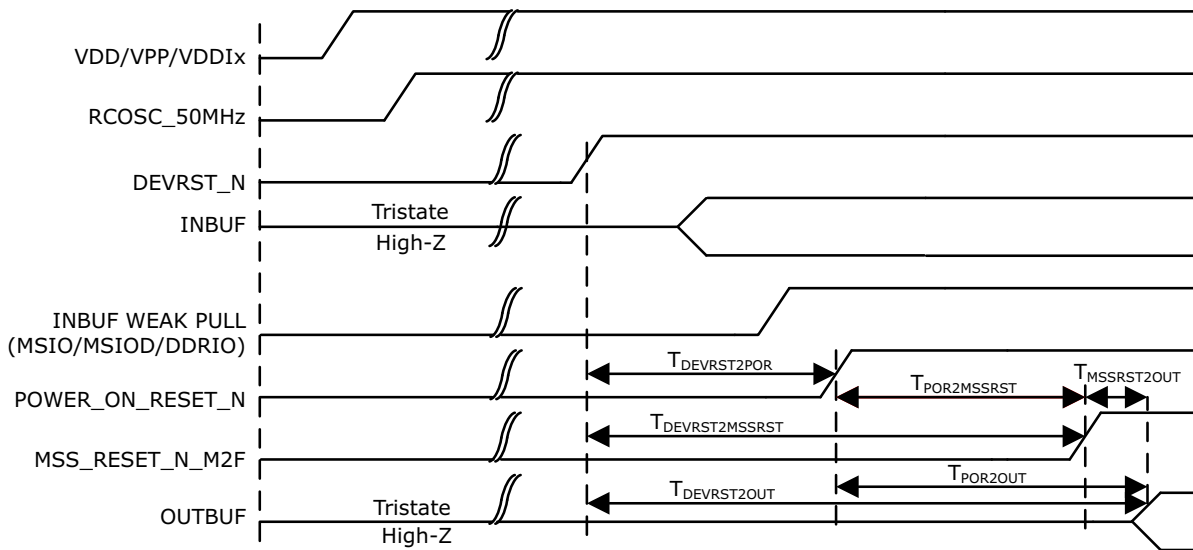 VDD/VPP/VDDIx
RCOSC_50MHz
DEVRST_N
INBUF
Tristate
High-Z
INBUF WEAK PULL
(MSIO/MSIOD/DDRIO)
TDEVRST2POR
TPOR2MSSRST
TMSSRST2OUT
POWER_ON_RESET_N
TDEVRST2MSSRST
MSS_RESET_N_M2F
TPOR2OUT
TDEVRST2OUT
OUTBUF
Tristate
High-Z